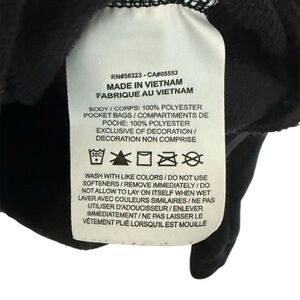 RN#56323 - CA#05553
MADE IN VIETNAM
FABRIQUE AU VIETNAM
BODY / CORPS: 100% POLYESTER
POCKET BAGS / COMPARTIMENTS DE
POCHE: 100% POLYESTER
EXCLUSIVE OF DECORATION /
DECORATION NON COMPRISE
WASH WITH LIKE COLORS / DO NOT USE
SOFTENERS / REMOVE IMMEDIATELY / DO
NOT ALLOW TO LAY ON ITSELF WHEN WET
LAVER AVEC COULEURS SIMILAIRES / NE PAS
UTILISER D'ADOUCISSEUR / ENLEVER
IMMEDIATEMENT / NE PAS LAISSER LE
VÊTEMENT PLIÉ LORSQU'IL EST MOUILLÉ